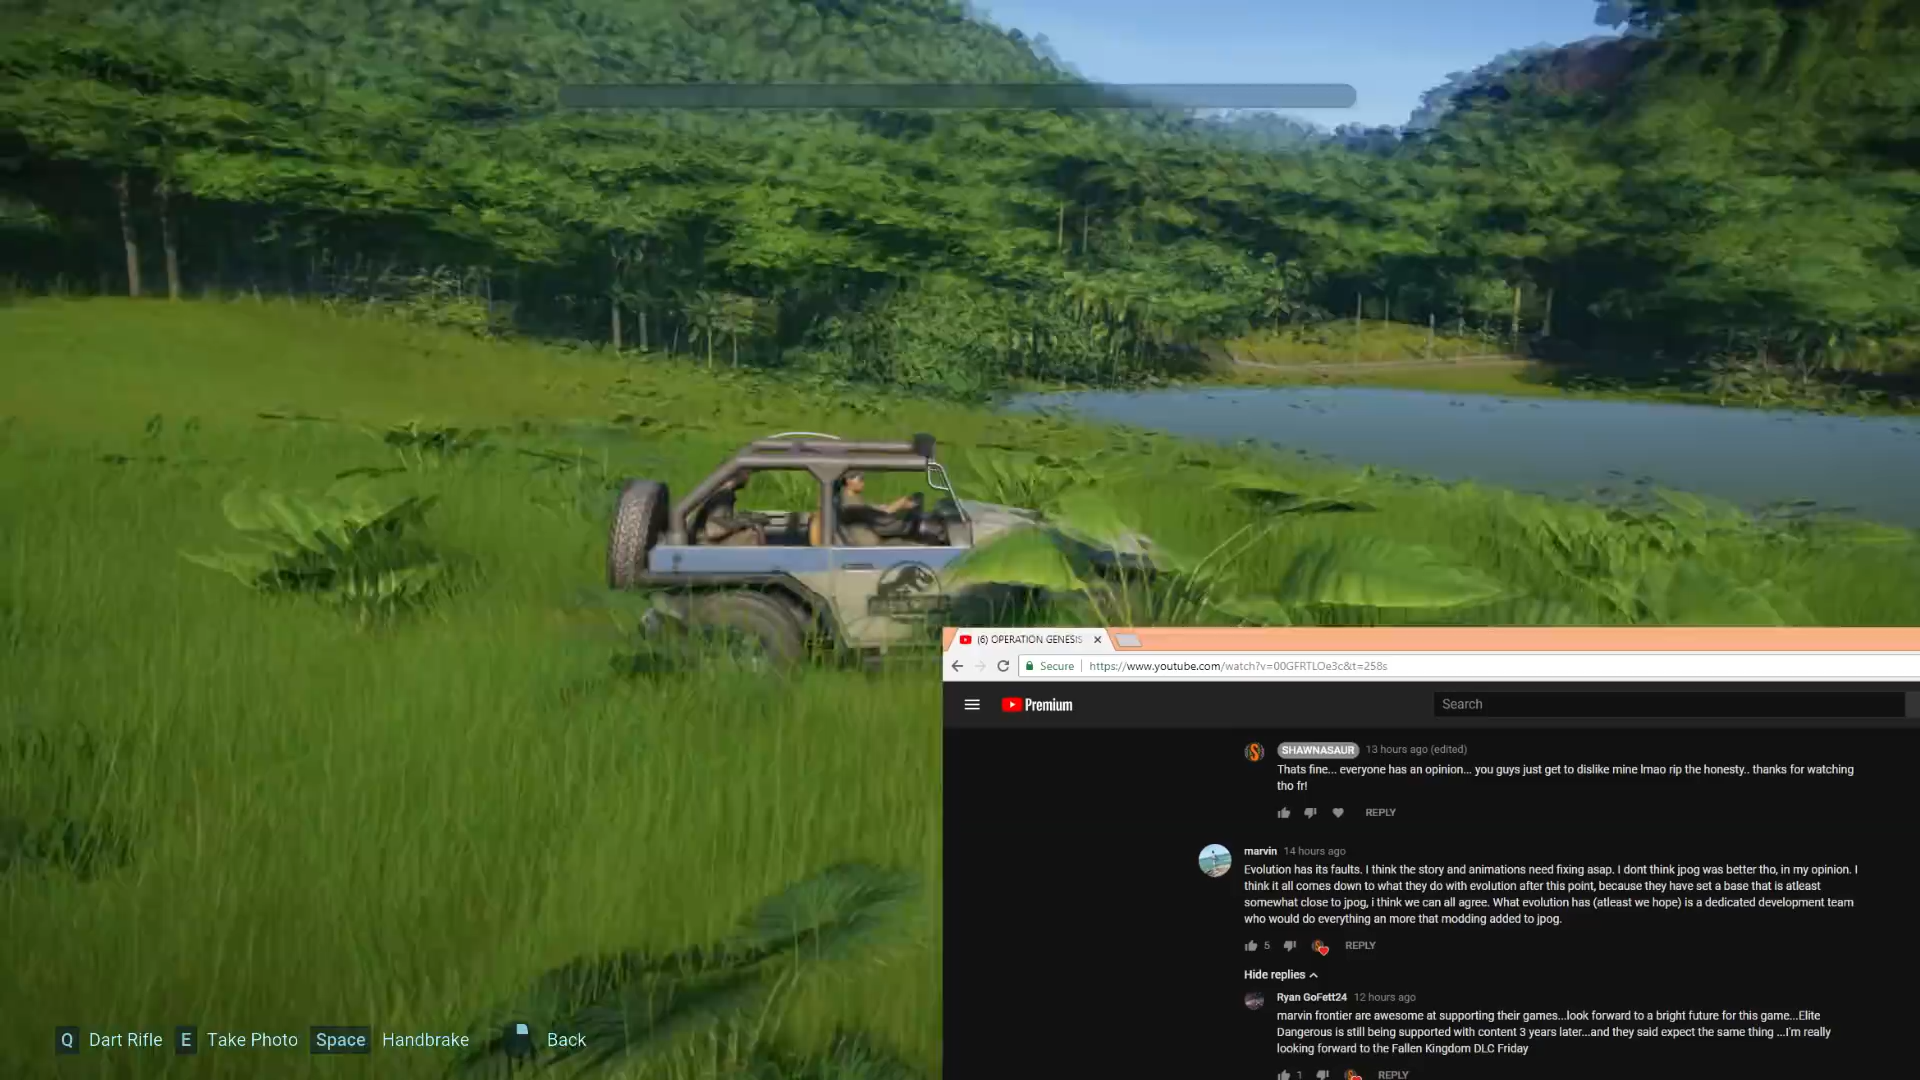 (6) OPERATION GENESIS
Secure https://www.youtube.com/watch?v=00GFRTLOe3c&t=258s
Premium
Search
SHAWNASAUR 13 hours ago (edited)
Thats fine... everyone has an opinion... you guys just get to dislike mine lmao rip the honesty.. thanks for watching
tho fr!
REPLY
marvin 14 hours ago
Evolution has its faults. I think the story and animations need fixing asap. I dont think jpog was better tho, in my opinion. I
think it all comes down to what they do with evolution after this point, because they have set a base that is atleast
somewhat close to jpog, i think we can all agree. What evolution has (atleast we hope) is a dedicated development team
who would do everything an more that modding added to jpog.
5 REPLY
Hide replies
Ryan GoFett24 12 hours ago
marvin frontier are awesome at supporting their games...look forward to a bright future for this game...Elite
Dangerous is still being supported with content 3 years later...and they said expect the same thing ...I'm really
looking forward to the Fallen Kingdom DLC Friday
1 REPLY
Q Dart Rifle E Take Photo Space Handbrake Back